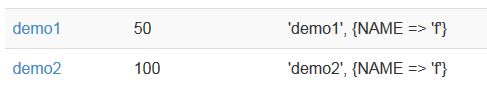 demo1 50 'demo1', {NAME => 'f'}
demo2 100 'demo2', {NAME => 'f'}